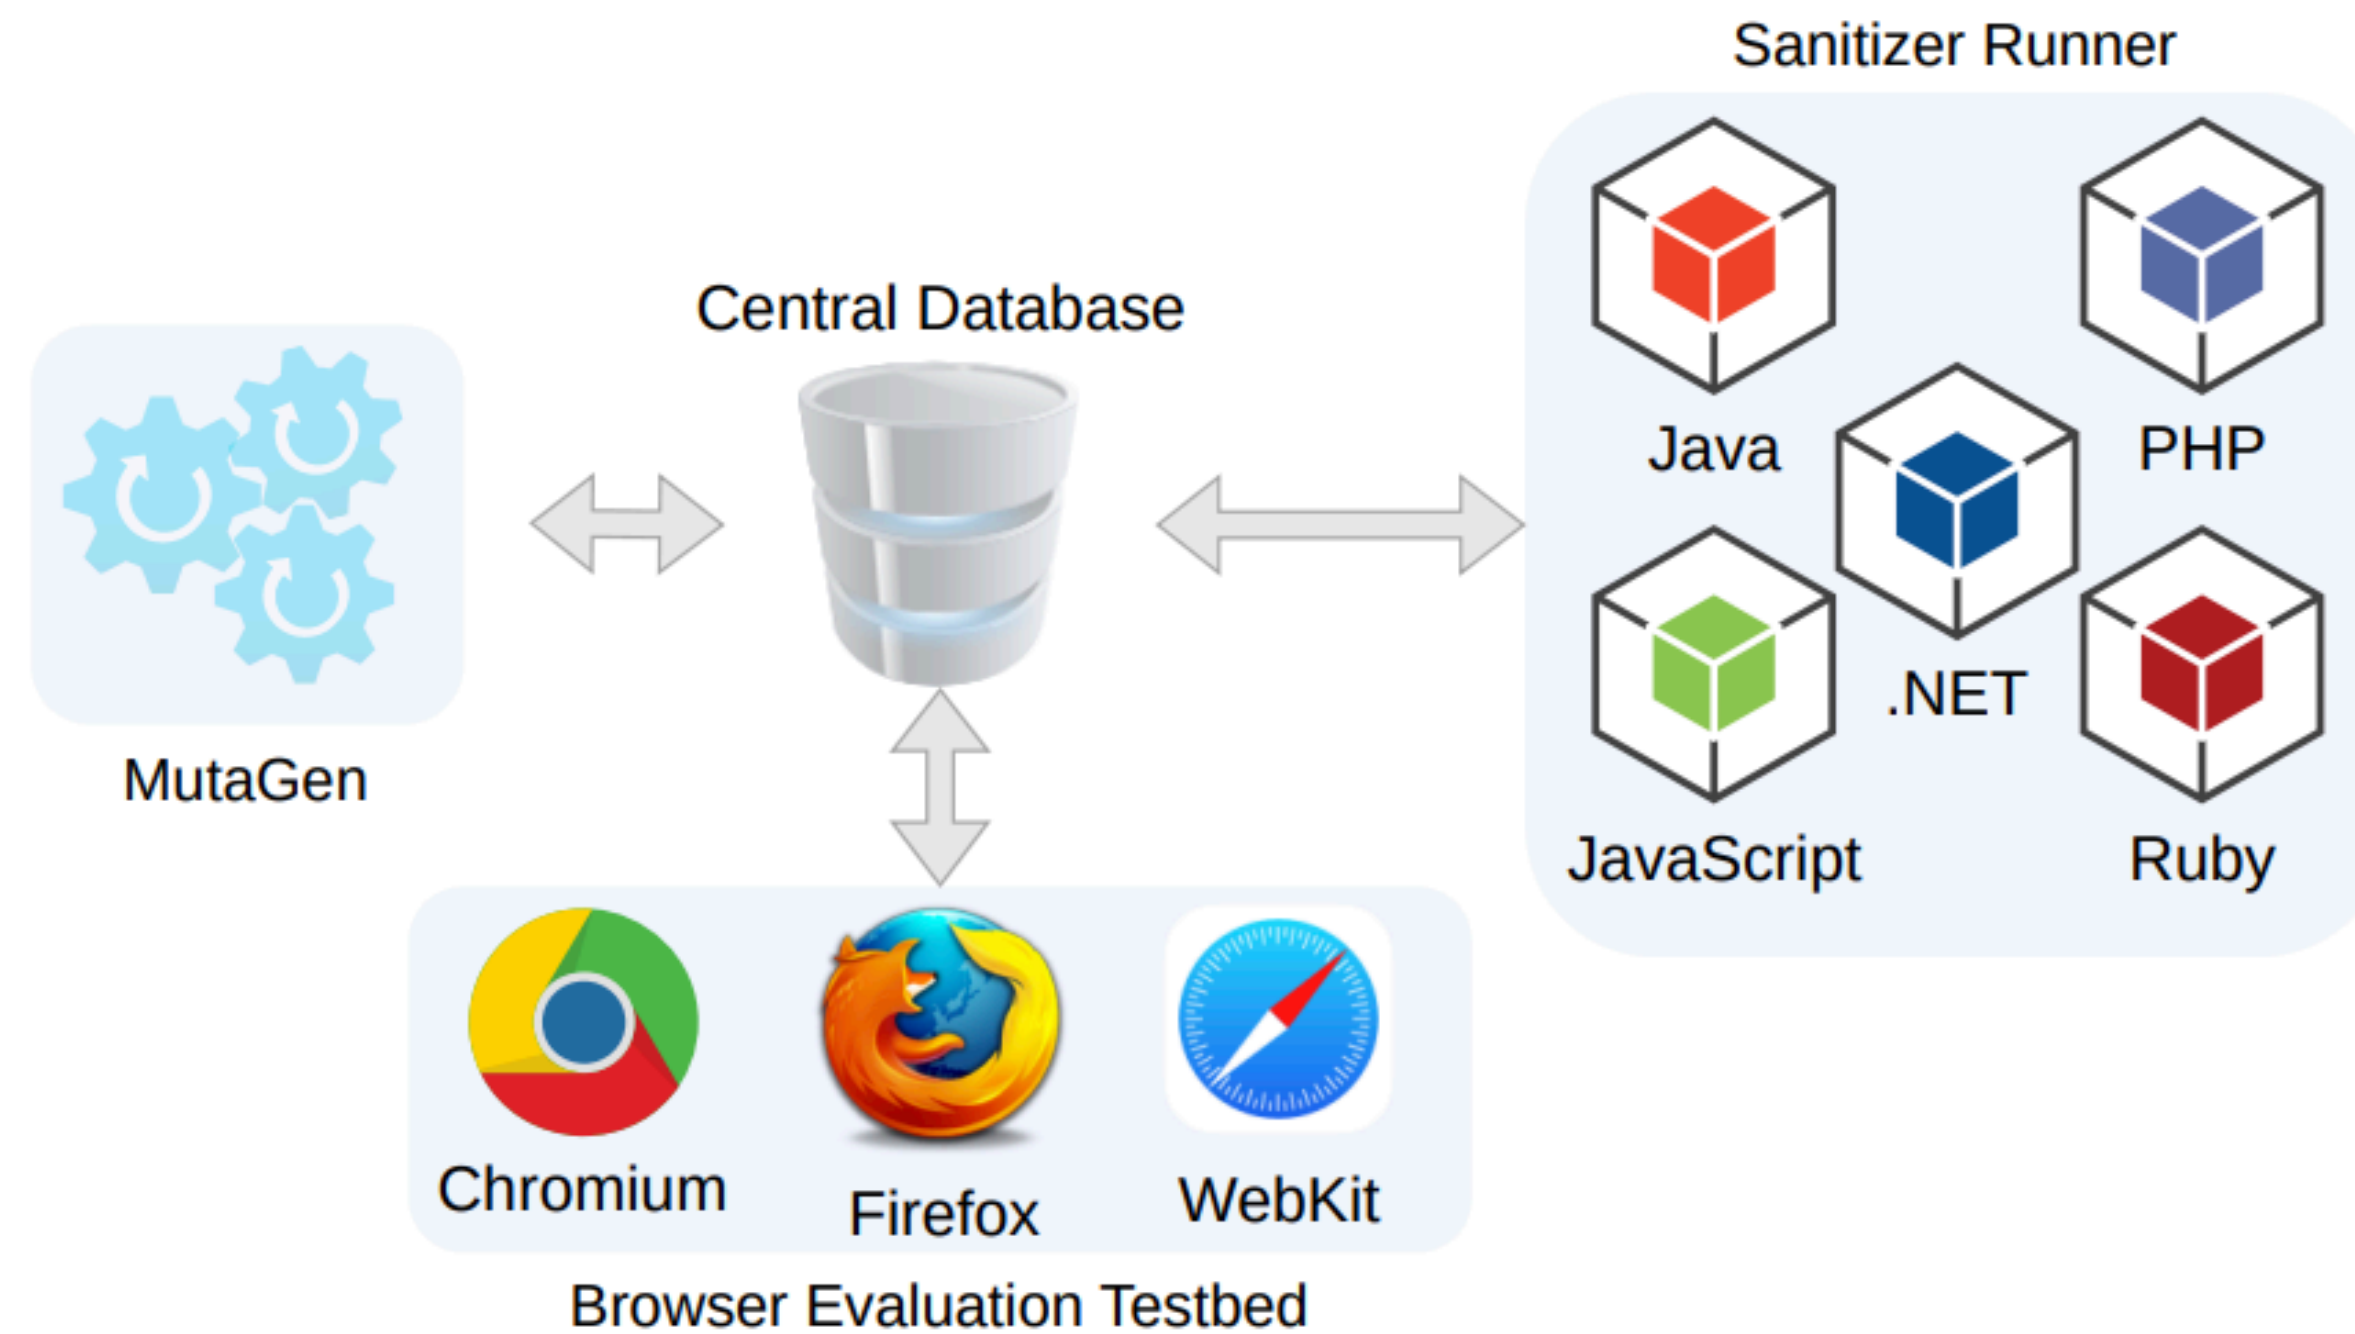 Sanitizer Runner
Central Database
Java
PHP
.NET
MutaGen
JavaScript
Ruby
Chromium
Firefox
WebKit
Browser Evaluation Testbed